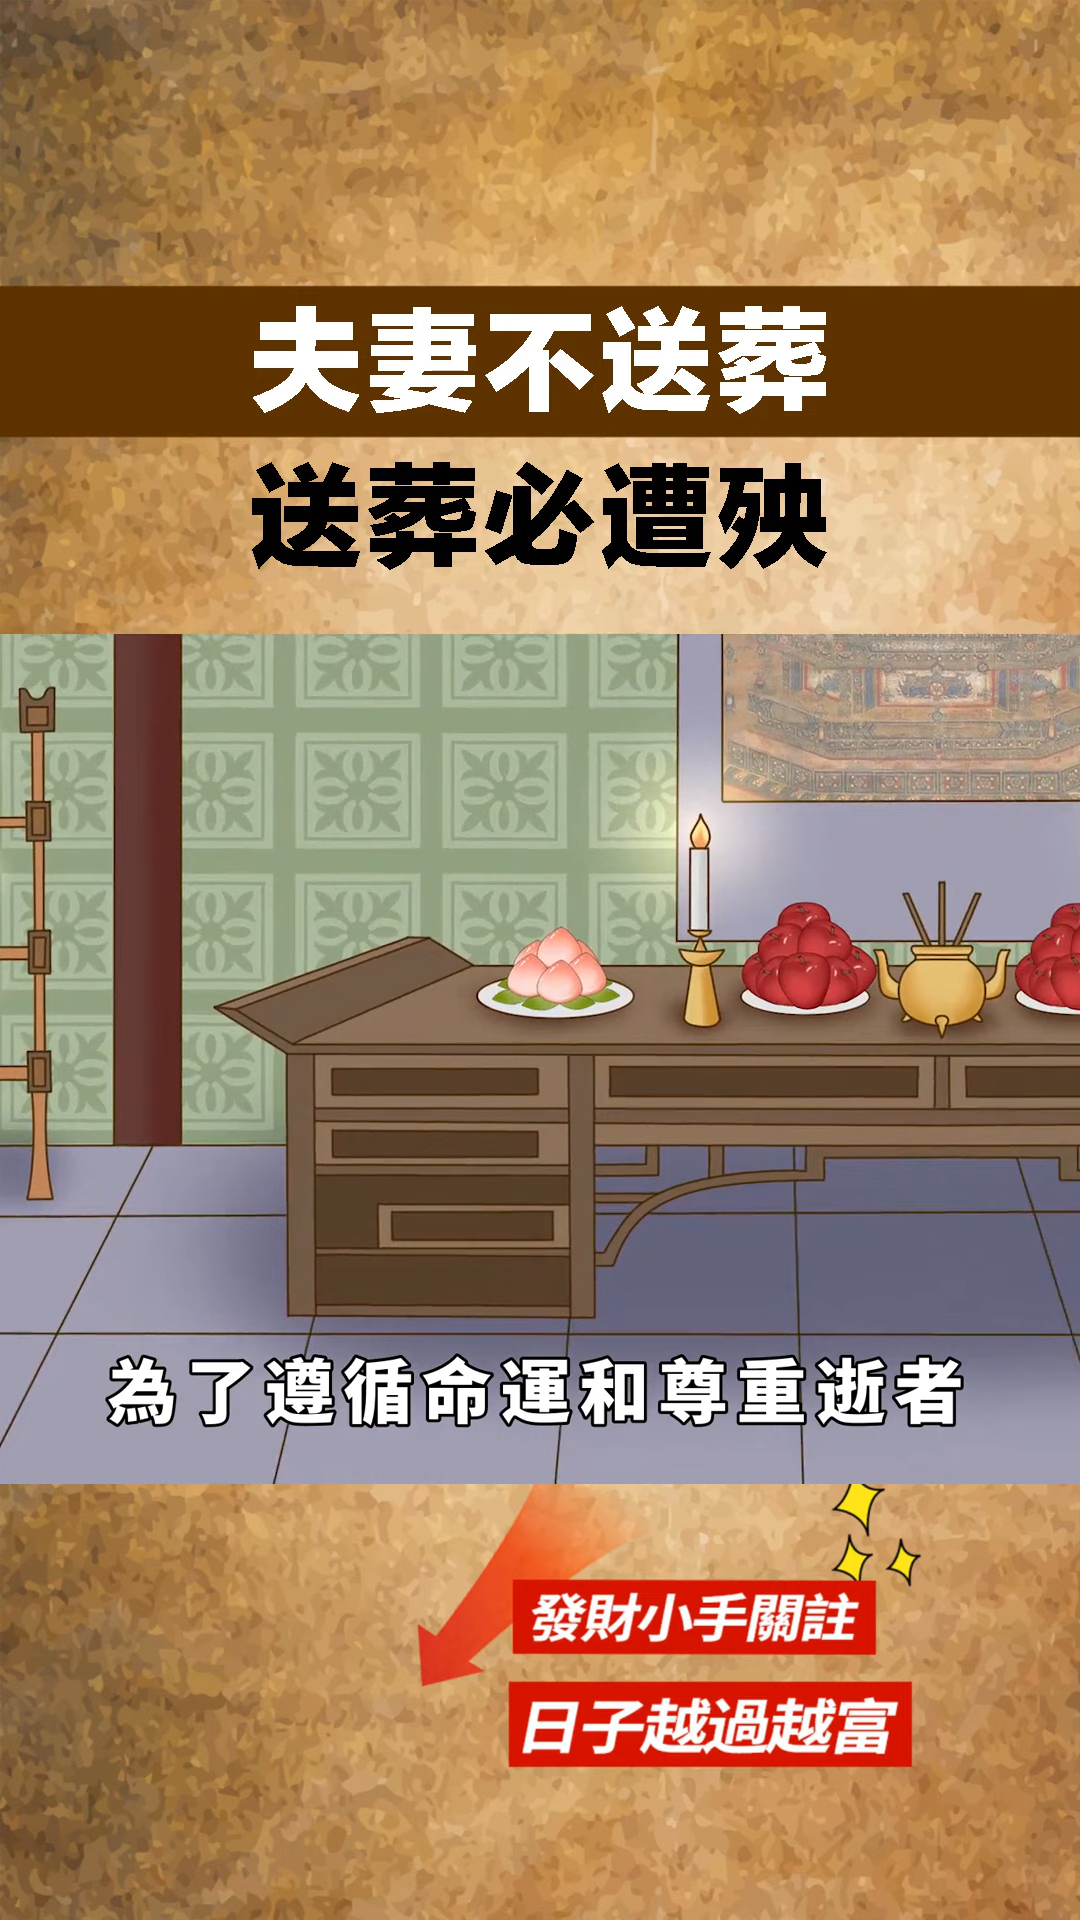 夫妻不送葬
送葬必遭殃
為了遵循命運和尊重逝者
發財小手關註
日子越過越富